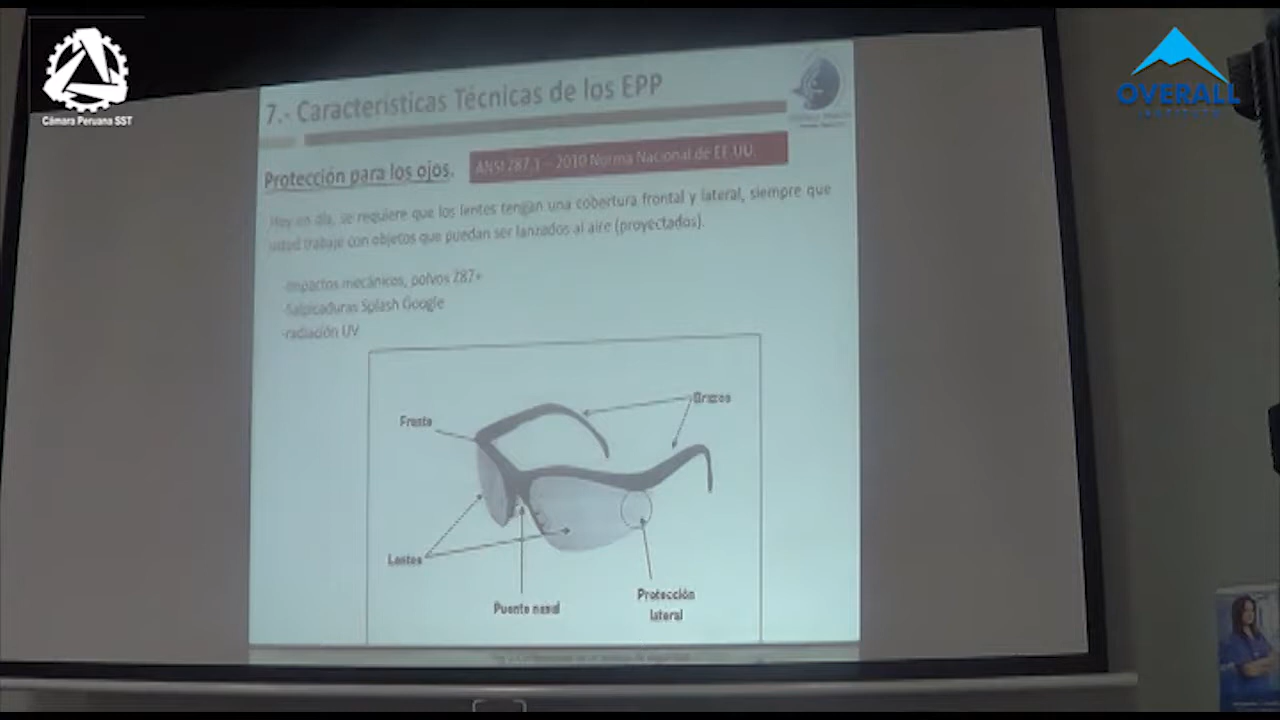 Cámara Peruana SST
OVERALL
INSTITUTO
7.- Características Técnicas de los EPP
Protección para los ojos.
ANSI Z87.1 – 2010 Norma Nacional de EE.UU.
Hoy en día, se requiere que los lentes tengan una cobertura frontal y lateral, siempre que
usted trabaje con objetos que puedan ser lanzados al aire (proyectados).
-Impactos mecánicos, polvos Z87+
-Salpicaduras Splash Google
-radiación UV
Brazos
Frente
Lentes
Puente nasal
Protección
lateral